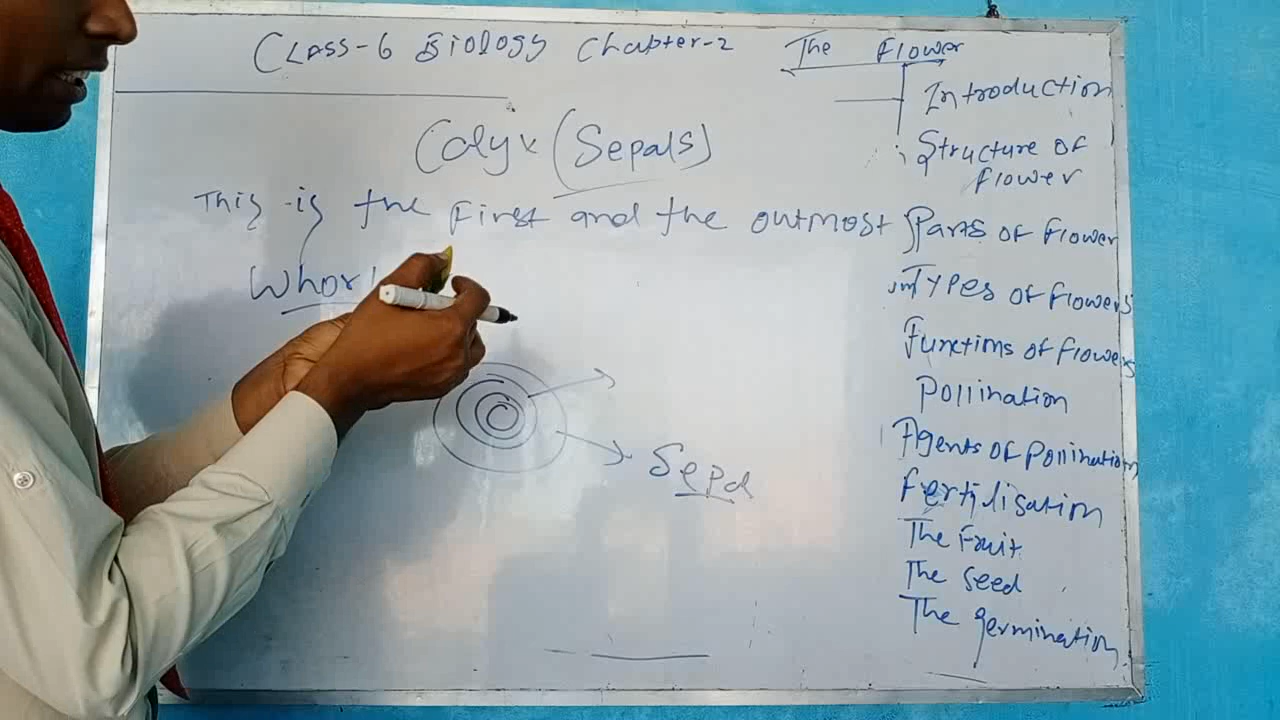 Class-6 Biology Chapter-2 The Flower
Calyx (Sepals)
This is the First and the outmost
Whorl
Sepal
Introduction
Structure of
flower
Parts of flower
Types of flowers
Functions of flowers
Pollination
Agents of pollination
Fertilisation
The Fruit
The seed
The germination